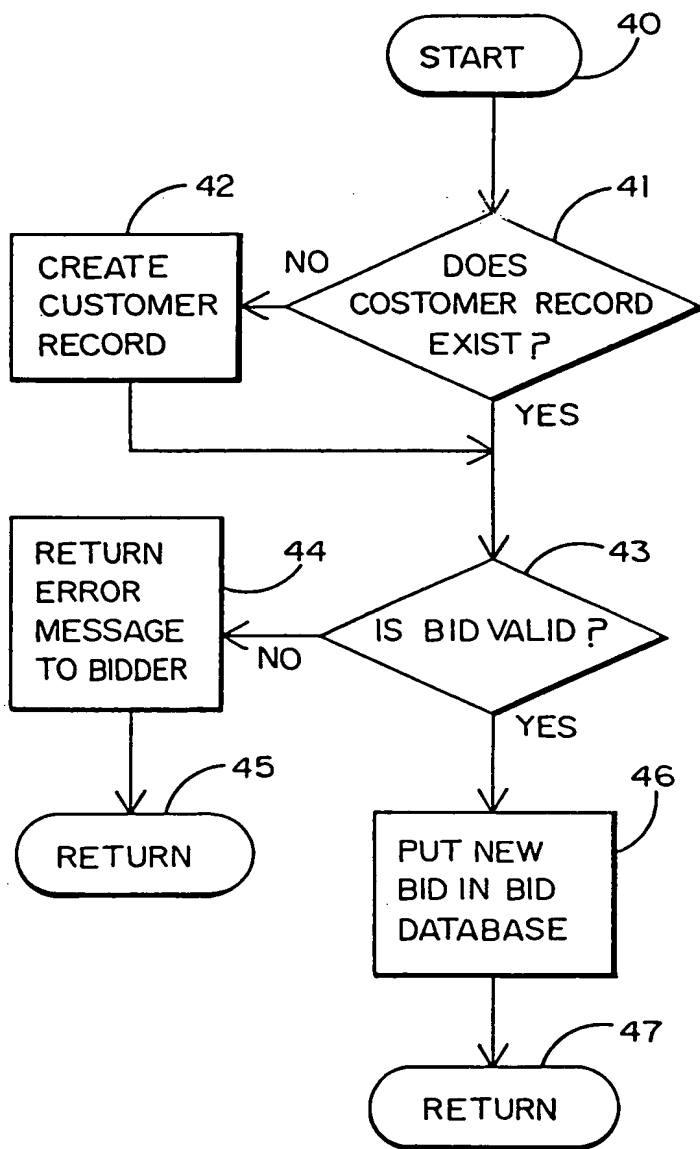 START
40
42
41
CREATE
CUSTOMER
RECORD
NO
DOES
COSTOMER RECORD
EXIST?
YES
RETURN
ERROR
MESSAGE
TO BIDDER
44
43
IS BID VALID?
NO
YES
45
RETURN
46
PUT NEW
BID IN BID
DATABASE
47
RETURN